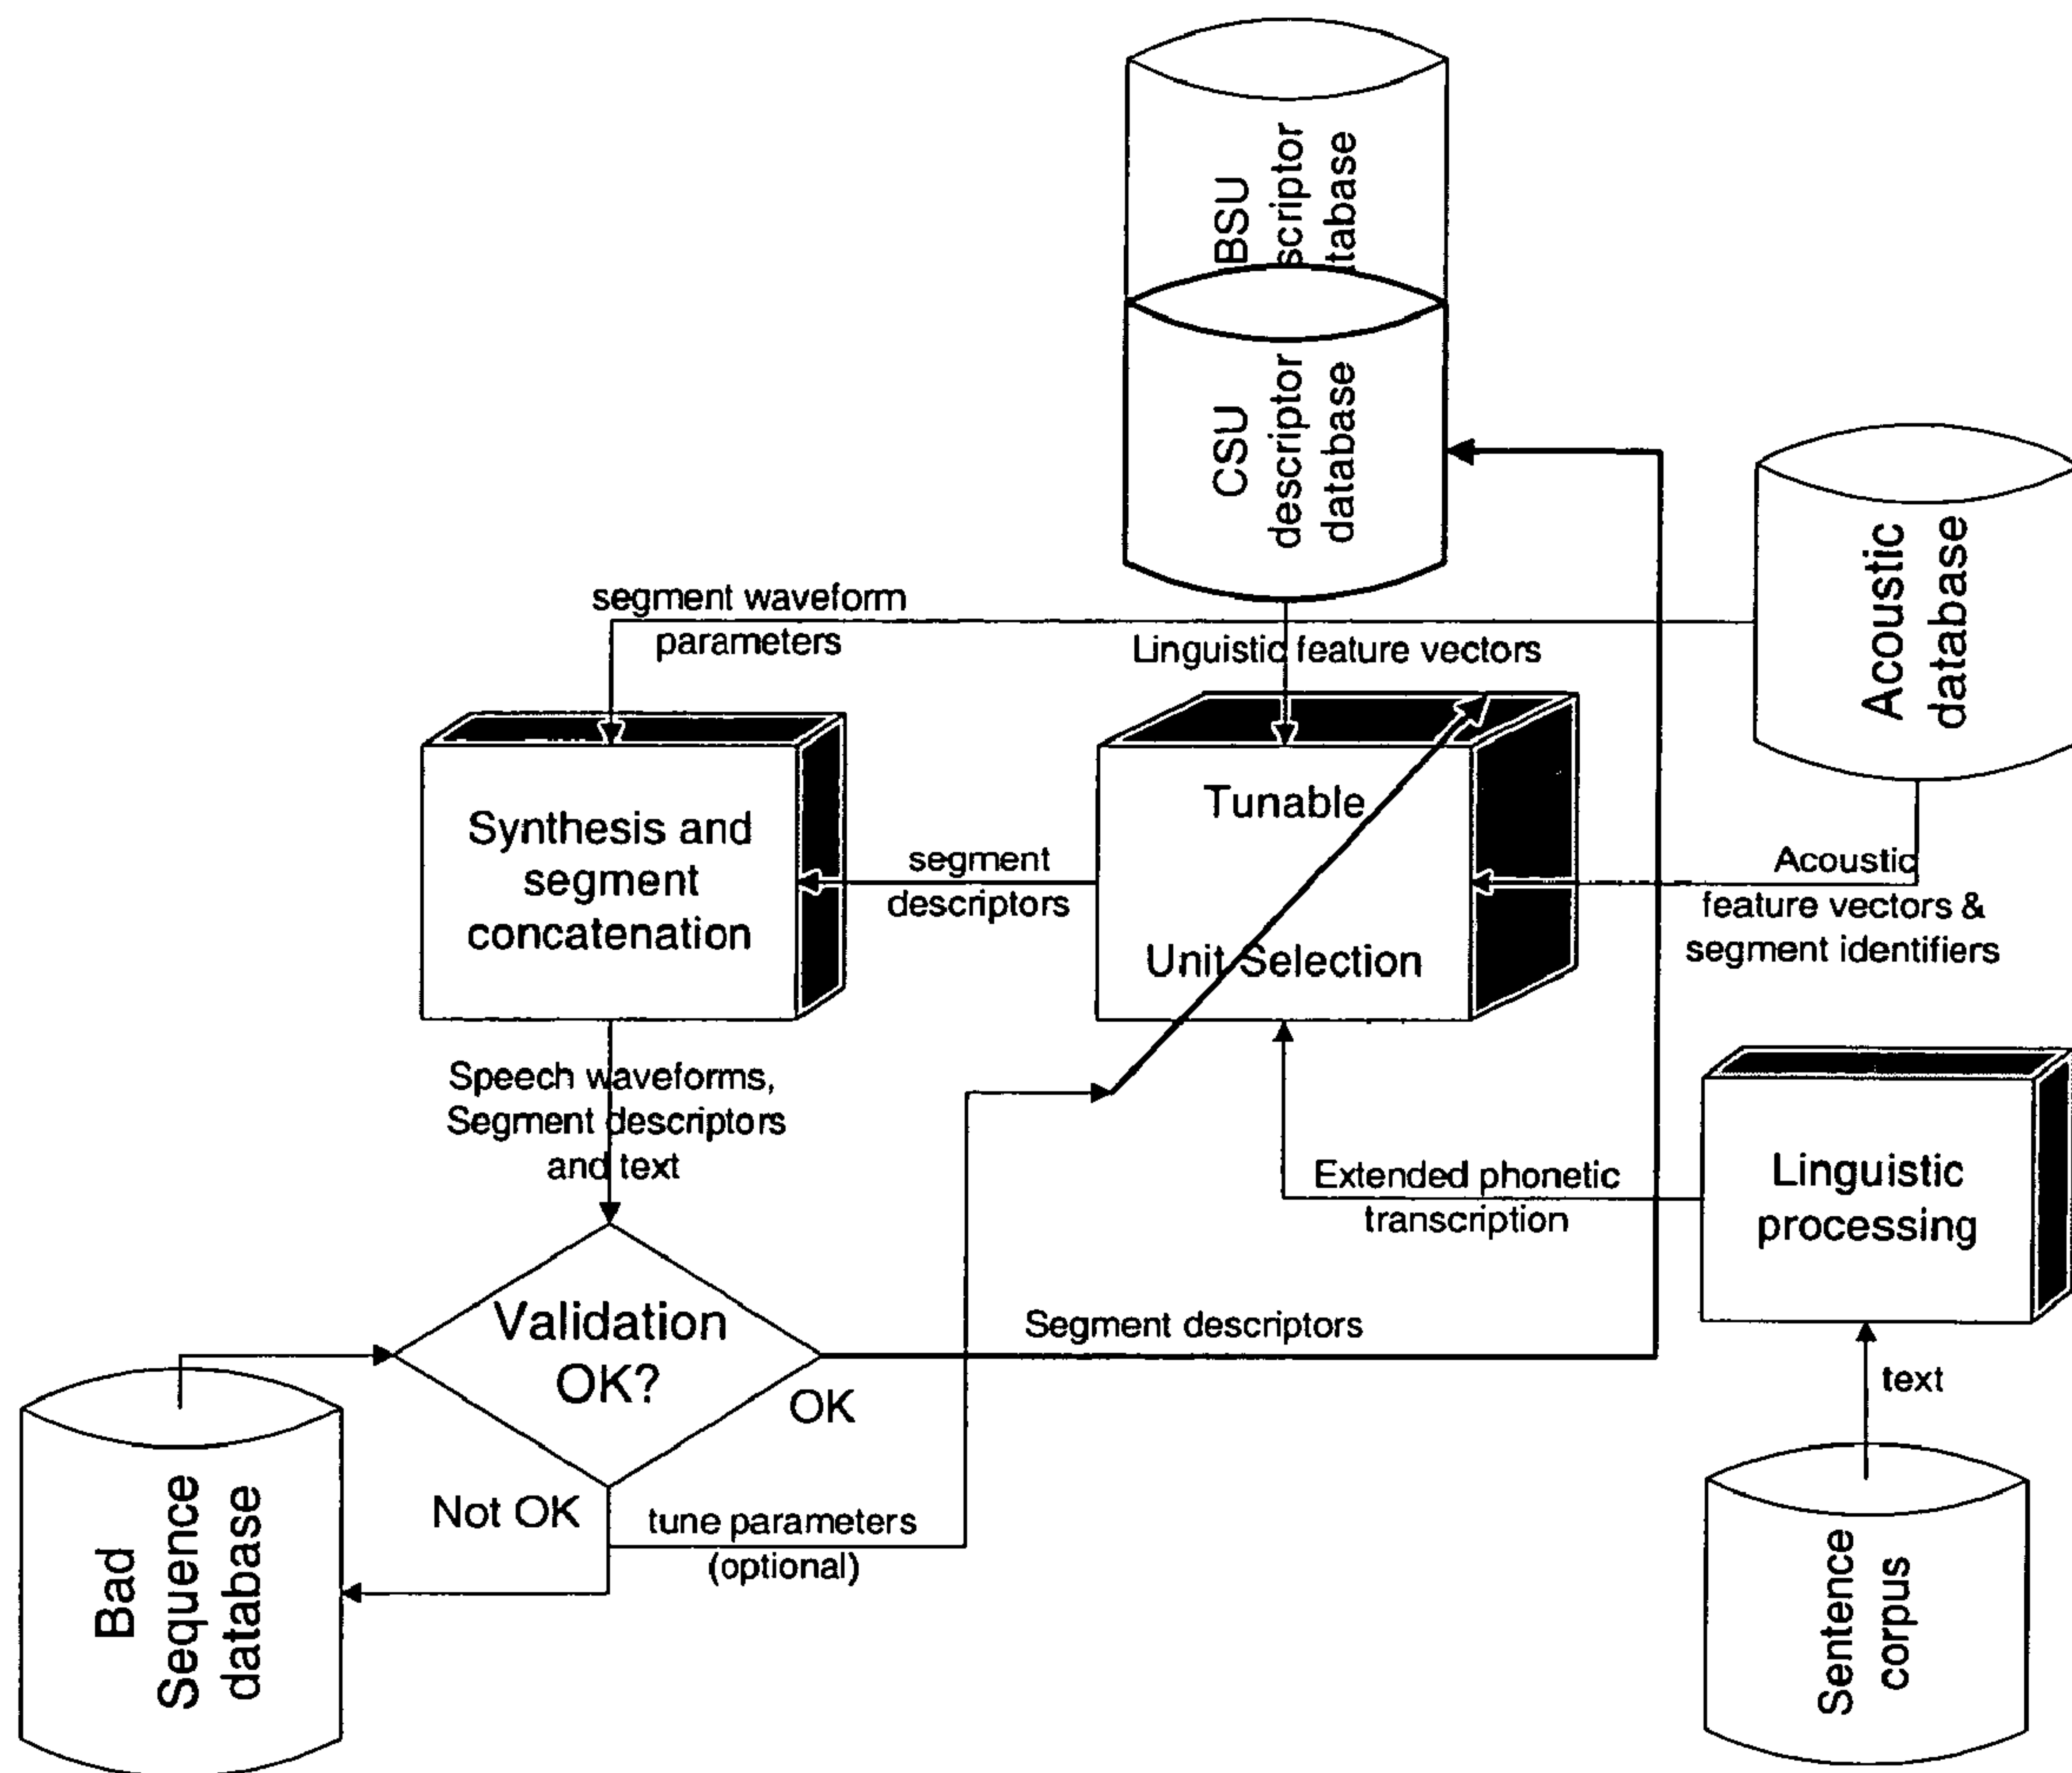 BSU
scriptor
tabase
CSU
descriptor
database
Acoustic
database
segment waveform
parameters
Linguistic feature vectors
Synthesis and
segment
concatenation
segment
descriptors
Tunable
Unit Selection
Acoustic
feature vectors &
segment identifiers
Speech waveforms,
Segment descriptors
and text
Extended phonetic
transcription
Linguistic
processing
Validation
OK?
Segment descriptors
OK
text
Not OK
tune parameters
(optional)
Bad
Sequence
database
Sentence
corpus